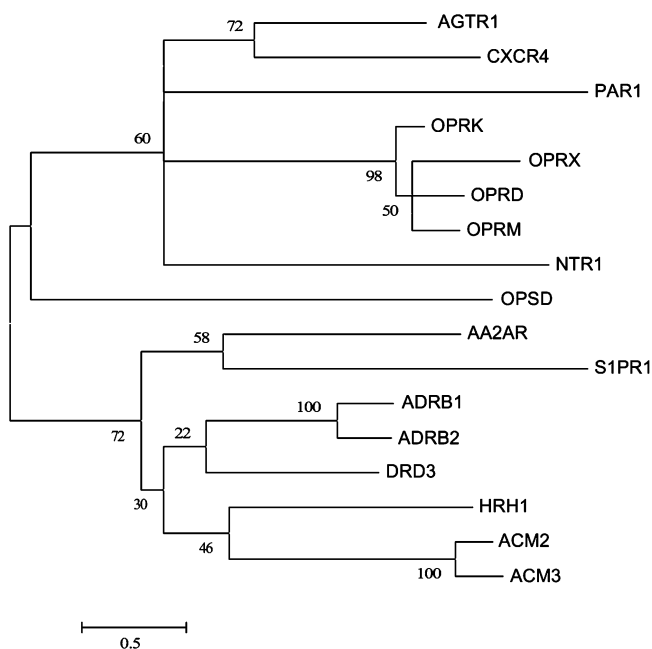 72
AGTR1
CXCR4
PAR1
60
OPRK
OPRX
98
OPRD
50
OPRM
NTR1
OPSD
58
AA2AR
S1PR1
100
ADRB1
22
ADRB2
72
DRD3
30
HRH1
46
ACM2
100
ACM3
0.5